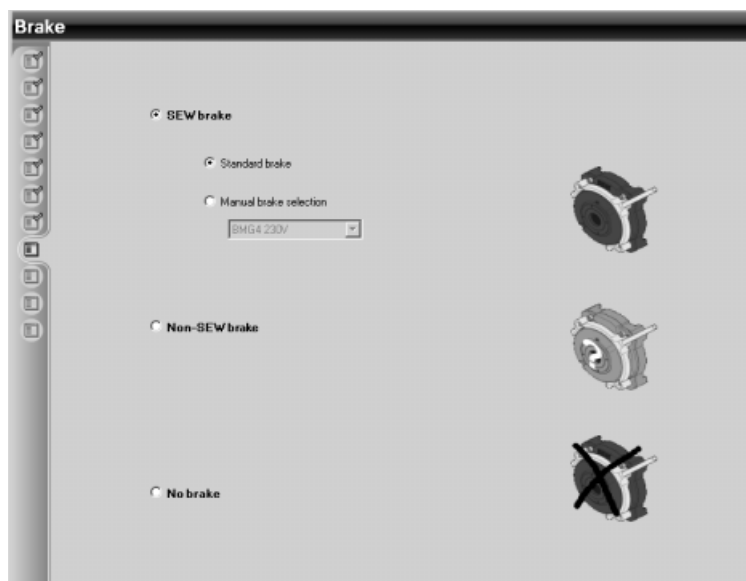 Brake
SEW brake
Standard brake
Manual brake selection
BMG4 230V
Non-SEW brake
No brake